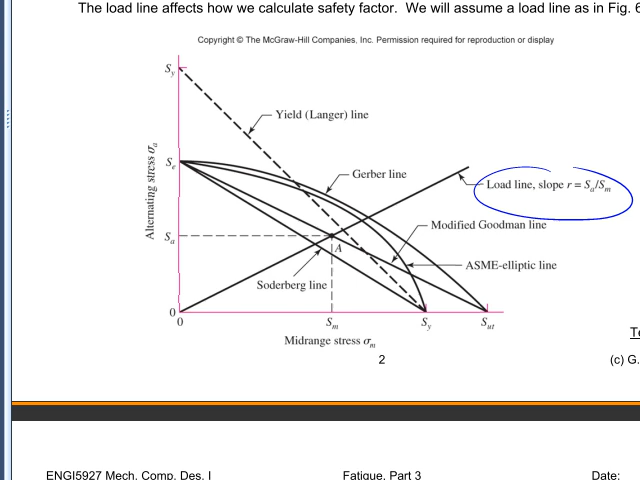 The load line affects how we calculate safety factor. We will assume a load line as in Fig. 6
Copyright © The McGraw-Hill Companies, Inc. Permission required for reproduction or display
Sy
Yield (Langer) line
Alternating stress σa
Se
Gerber line
Load line, slope r = Sa/Sm
Modified Goodman line
Sa
A
ASME-elliptic line
Soderberg line
0
0
Sm
Sy
Sut
Midrange stress σm
2
(c) G.
ENGI5927 Mech. Comp. Des. I
Fatigue, Part 3
Date: